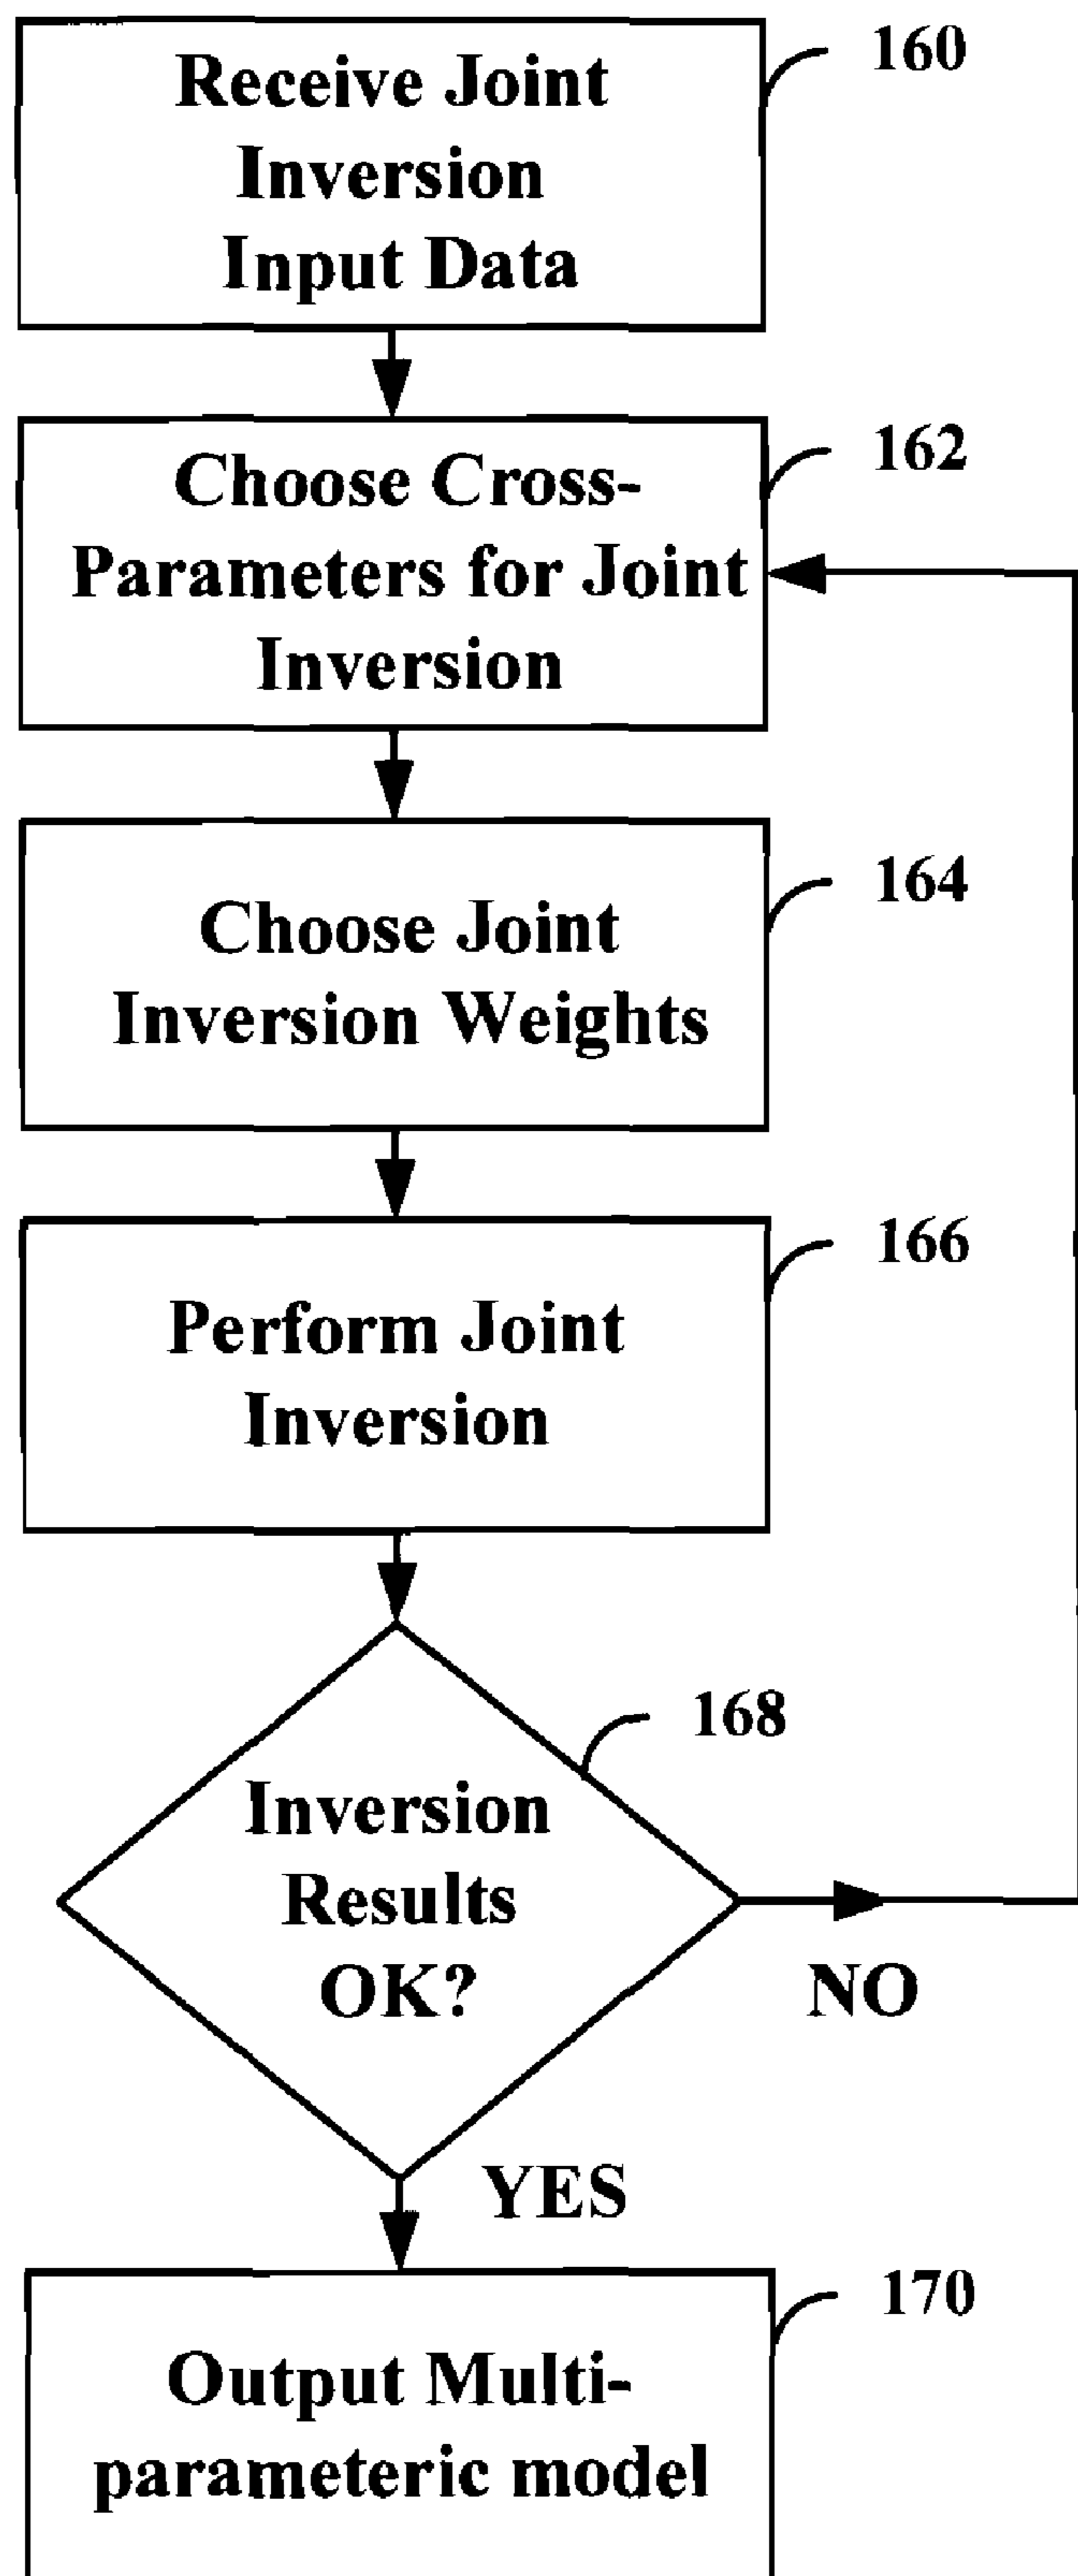 160
Receive Joint
Inversion
Input Data
162
Choose Cross-
Parameters for Joint
Inversion
164
Choose Joint
Inversion Weights
166
Perform Joint
Inversion
168
Inversion
Results
OK?
NO
YES
170
Output Multi-
parameteric model